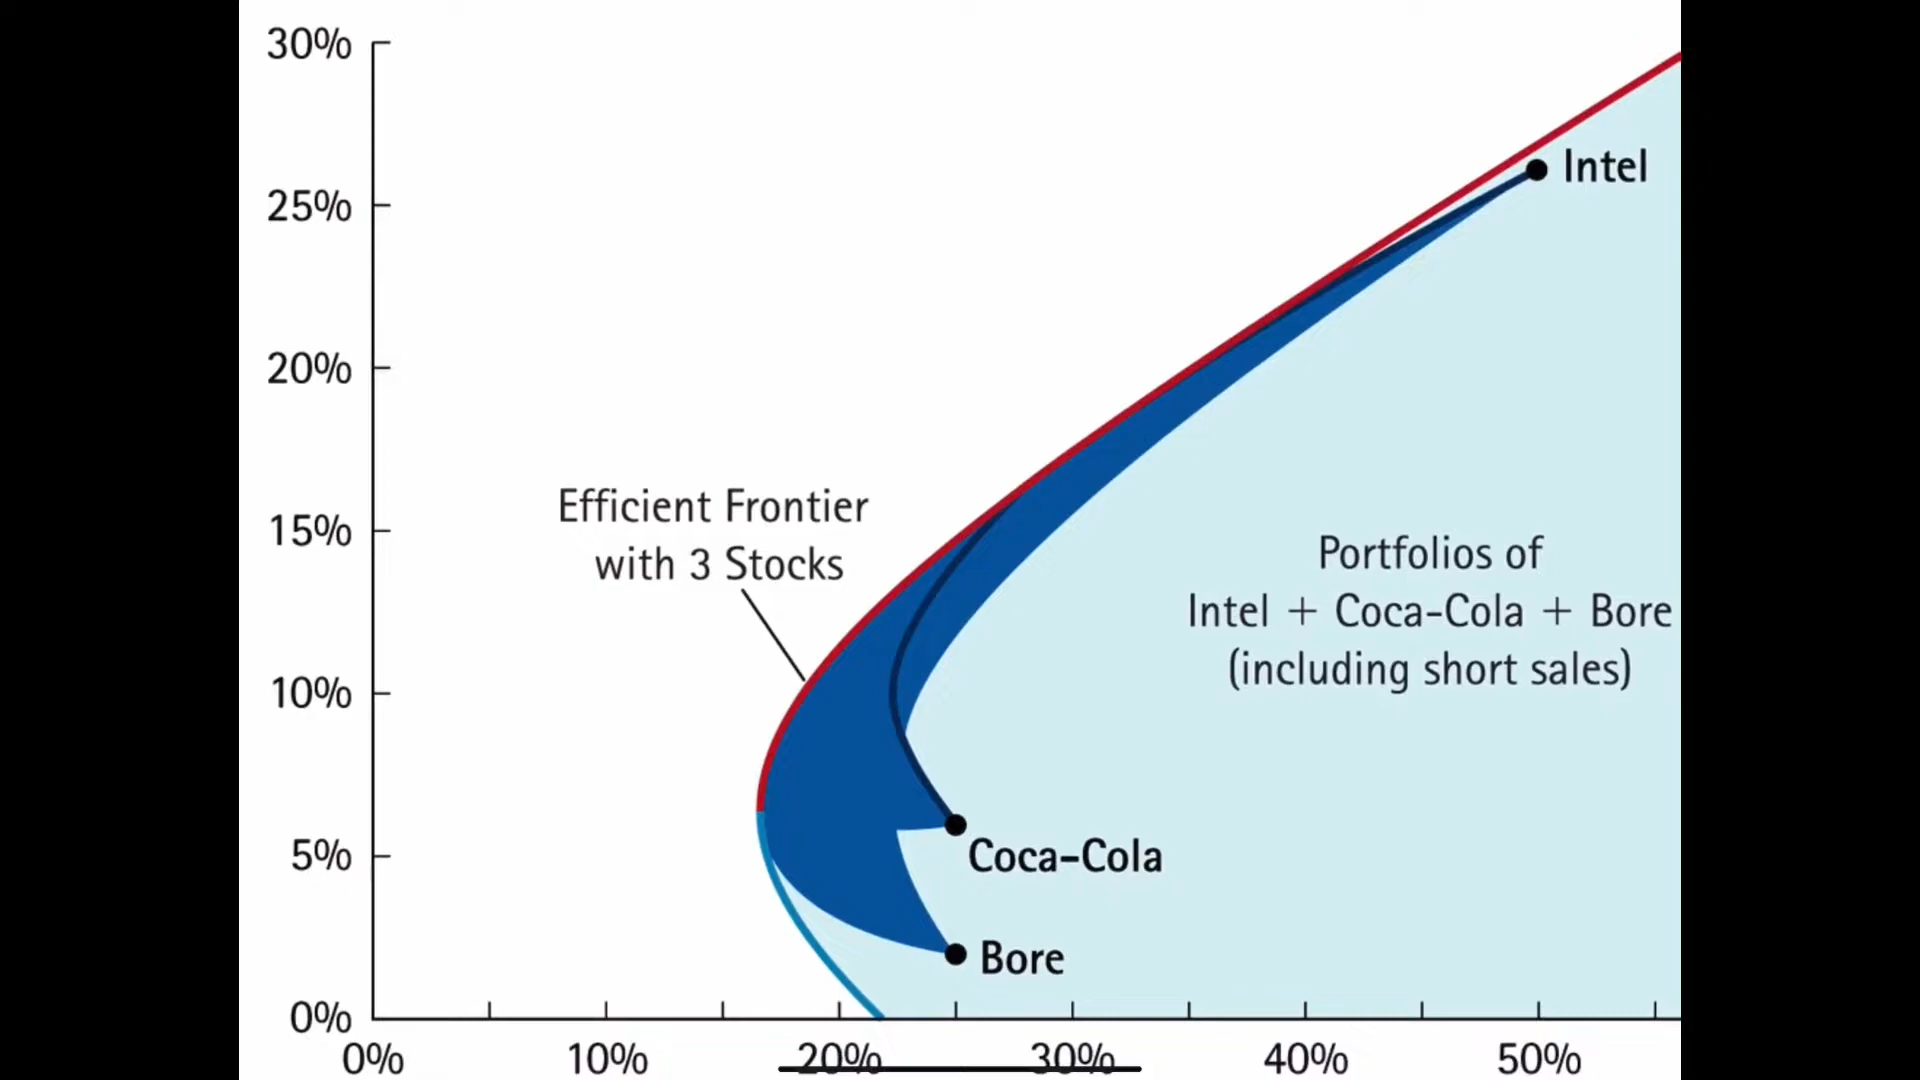 30%
25%
20%
15%
10%
5%
0%
0%
10%
20%
30%
40%
50%
Intel
Efficient Frontier
with 3 Stocks
Portfolios of
Intel + Coca-Cola + Bore
(including short sales)
Coca-Cola
Bore